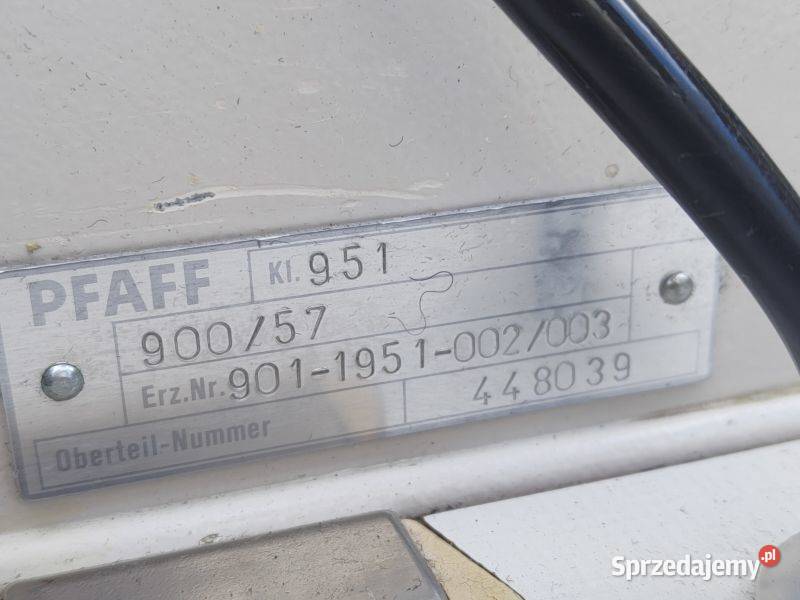 PFAFF Kl. 951
900/57
Erz.Nr. 901-1951-002/003
Oberteil-Nummer 448039
Sprzedajemy.pl